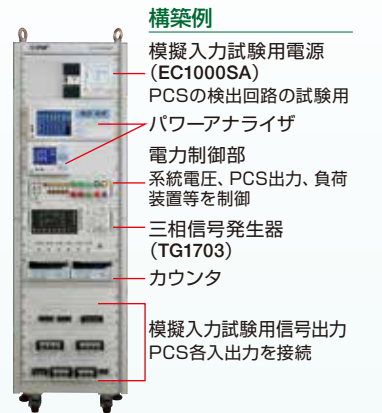 構築例
模擬入力試験用電源
（EC1000SA）
PCSの検出回路の試験用
パワーアナライザ
電力制御部
系統電圧、PCS出力、負荷
装置等を制御
三相信号発生器
（TG1703）
カウンタ
模擬入力試験用信号出力
PCS各入出力を接続